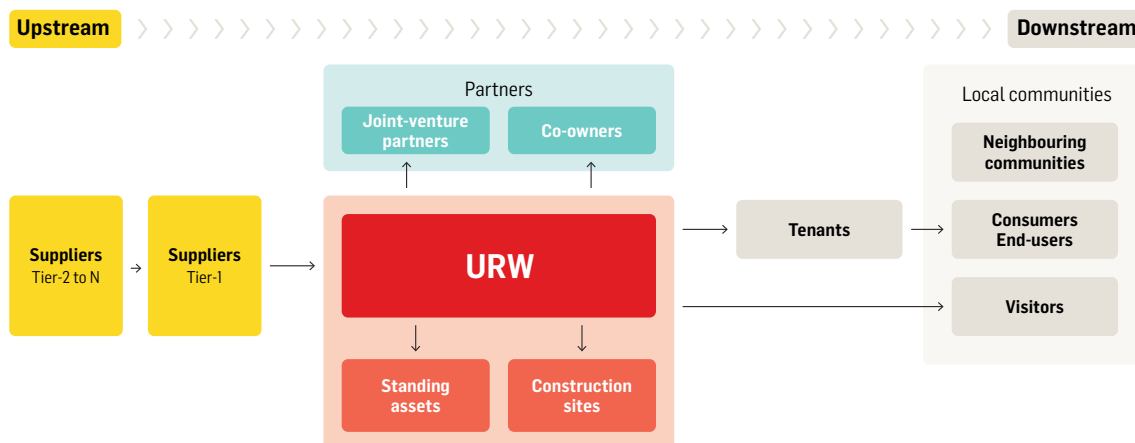 Upstream
Downstream
Partners
Joint-venture
partners
Co-owners
Local communities
Neighbouring
communities
Suppliers
Tier-2 to N
Suppliers
Tier-1
URW
Tenants
Consumers
End-users
Visitors
Standing
assets
Construction
sites